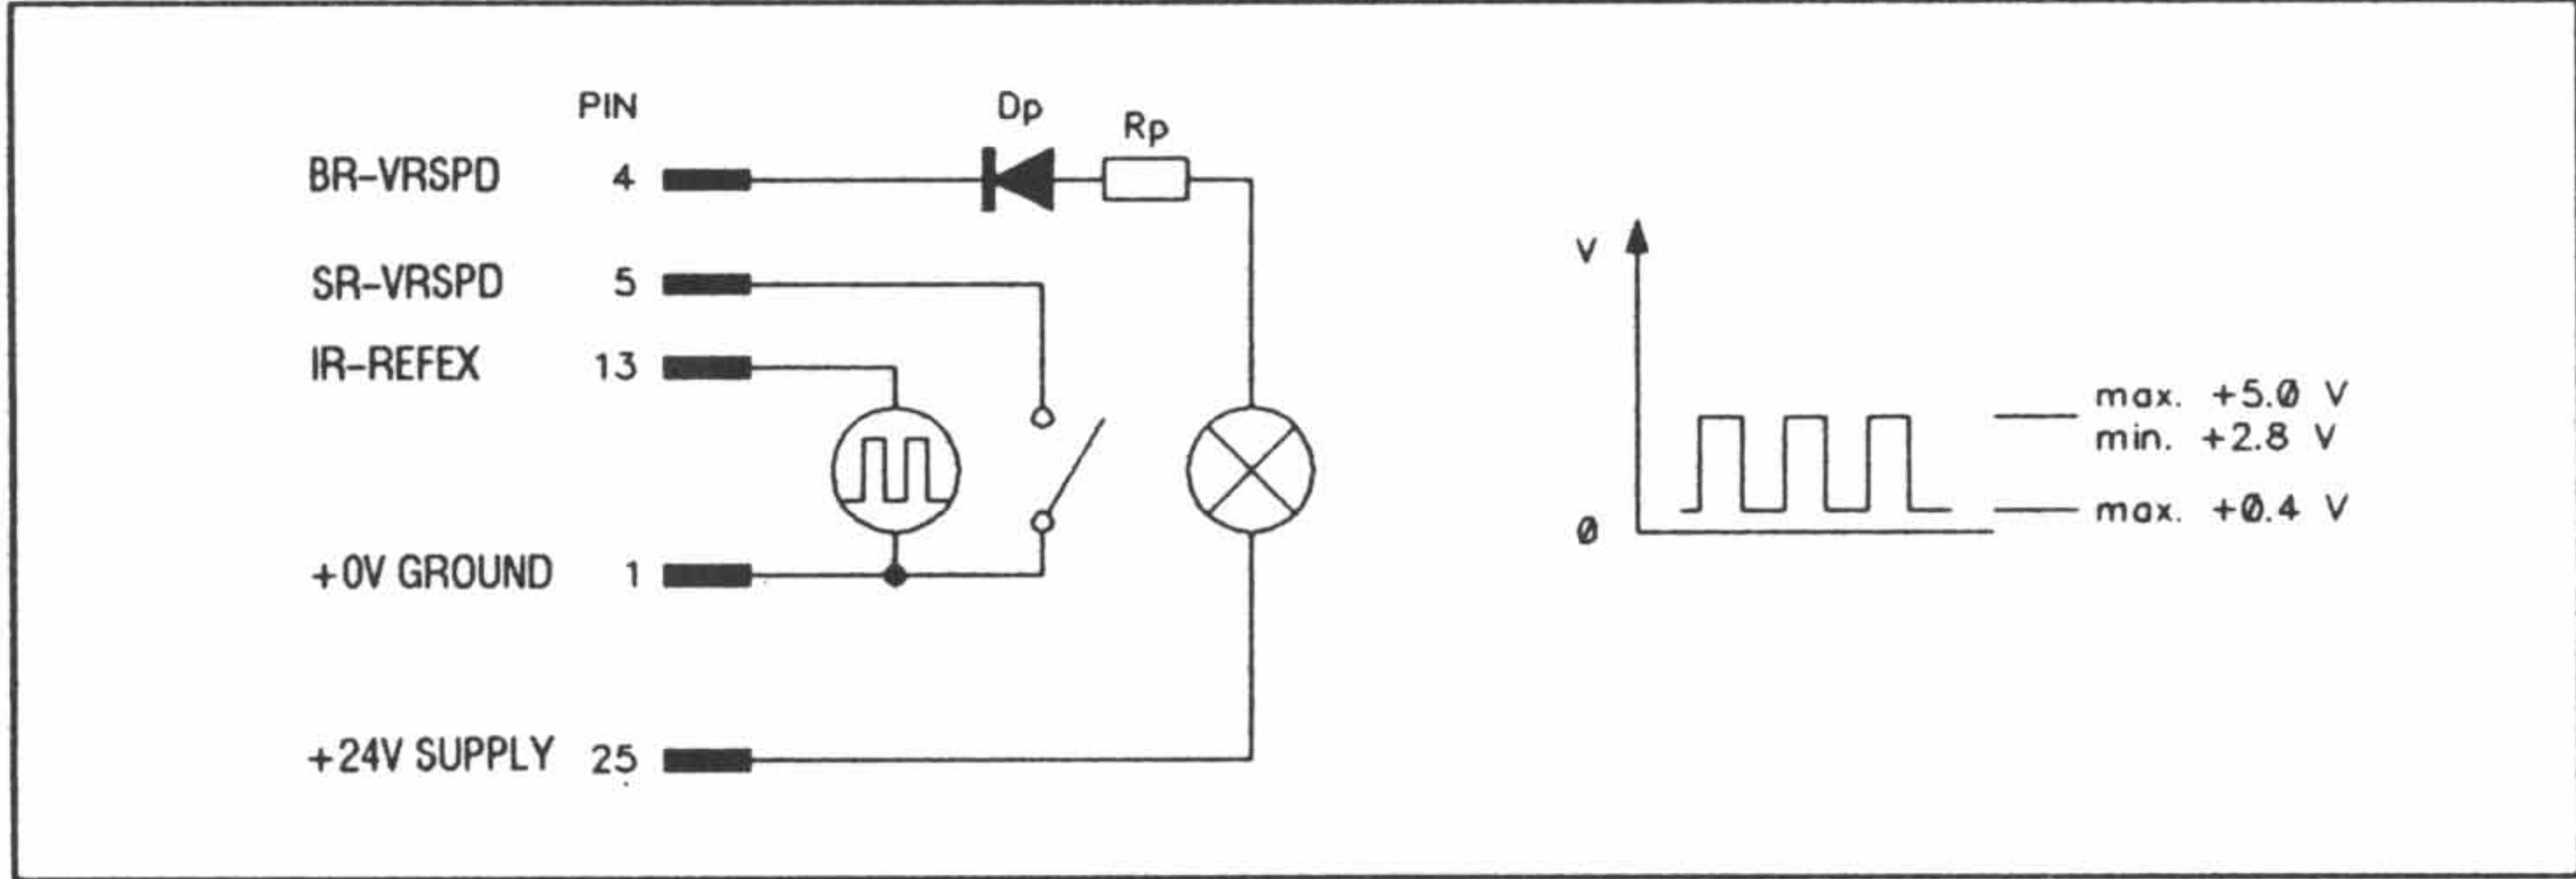 PIN
Dp
Rp
BR-VRSPD 4
SR-VRSPD 5
IR-REFEX 13
+0V GROUND 1
+24V SUPPLY 25
V
0
max. +5.0 V
min. +2.8 V
max. +0.4 V